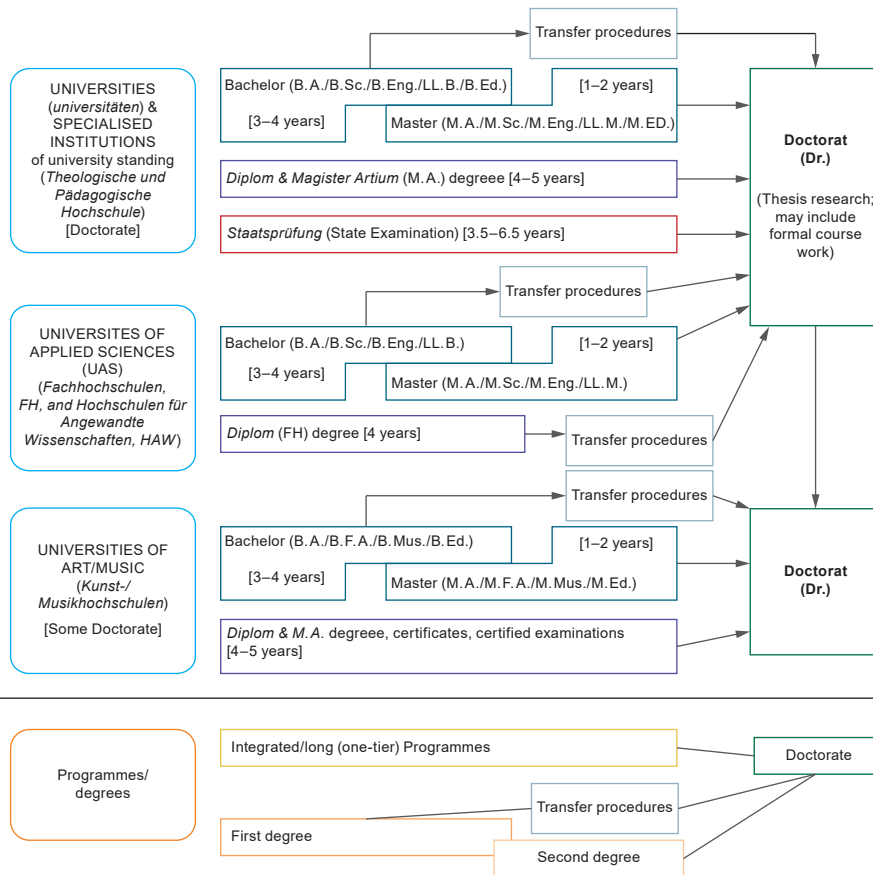 Transfer procedures
UNIVERSITIES
(universitäten) &
SPECIALISED
INSTITUTIONS
of university standing
(Theologische und
Pädagogische
Hochschule)
[Doctorate]
Bachelor (B.A./B.Sc./B.Eng./LL.B./B.Ed.)
[1–2 years]
[3–4 years]
Master (M.A./M.Sc./M.Eng./LL.M./M.ED.)
Diplom & Magister Artium (M.A.) degreee [4–5 years]
Staatsprüfung (State Examination) [3.5–6.5 years]
Doctorat
(Dr.)
(Thesis research;
may include
formal course
work)
Transfer procedures
UNIVERSITES OF
APPLIED SCIENCES
(UAS)
(Fachhochschulen,
FH, and Hochschulen für
Angewandte
Wissenschaften, HAW)
Bachelor (B.A./B.Sc./B.Eng./LL.B.)
[1–2 years]
[3–4 years]
Master (M.A./M.Sc./M.Eng./LL.M.)
Diplom (FH) degree [4 years]
Transfer procedures
Transfer procedures
UNIVERSITIES OF
ART/MUSIC
(Kunst-/
Musikhochschulen)
[Some Doctorate]
Bachelor (B.A./B.F.A./B.Mus./B.Ed.)
[1–2 years]
[3–4 years]
Master (M.A./M.F.A./M.Mus./M.Ed.)
Diplom & M.A. degreee, certificates, certified examinations
[4–5 years]
Doctorat
(Dr.)
Programmes/
degrees
Integrated/long (one-tier) Programmes
Doctorate
Transfer procedures
First degree
Second degree